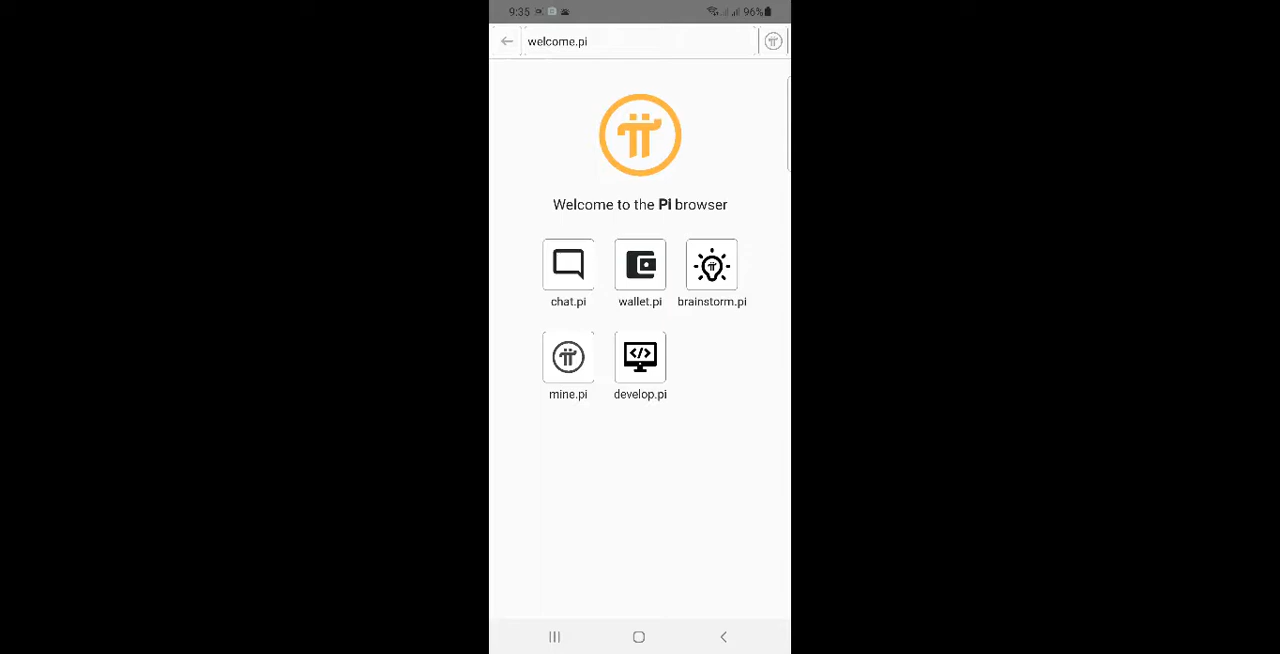 9:35 96%
welcome.pi
Welcome to the Pi browser
chat.pi wallet.pi brainstorm.pi
mine.pi develop.pi